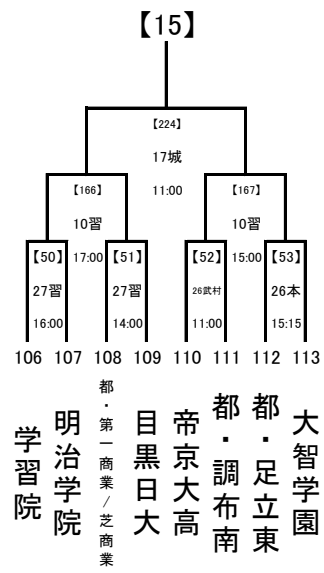 【15】
【224】
17城
11:00
【166】
【167】
10習
10習
17:00
15:00
【50】
【51】
【52】
【53】
27習
27習
26武村
26本
16:00
14:00
11:00
15:15
106
107
108
109
110
111
112
113
学習院
明治学院
都・第一商業/芝商業
目黒日大
帝京大高
都・調布南
都・足立東
大智学園